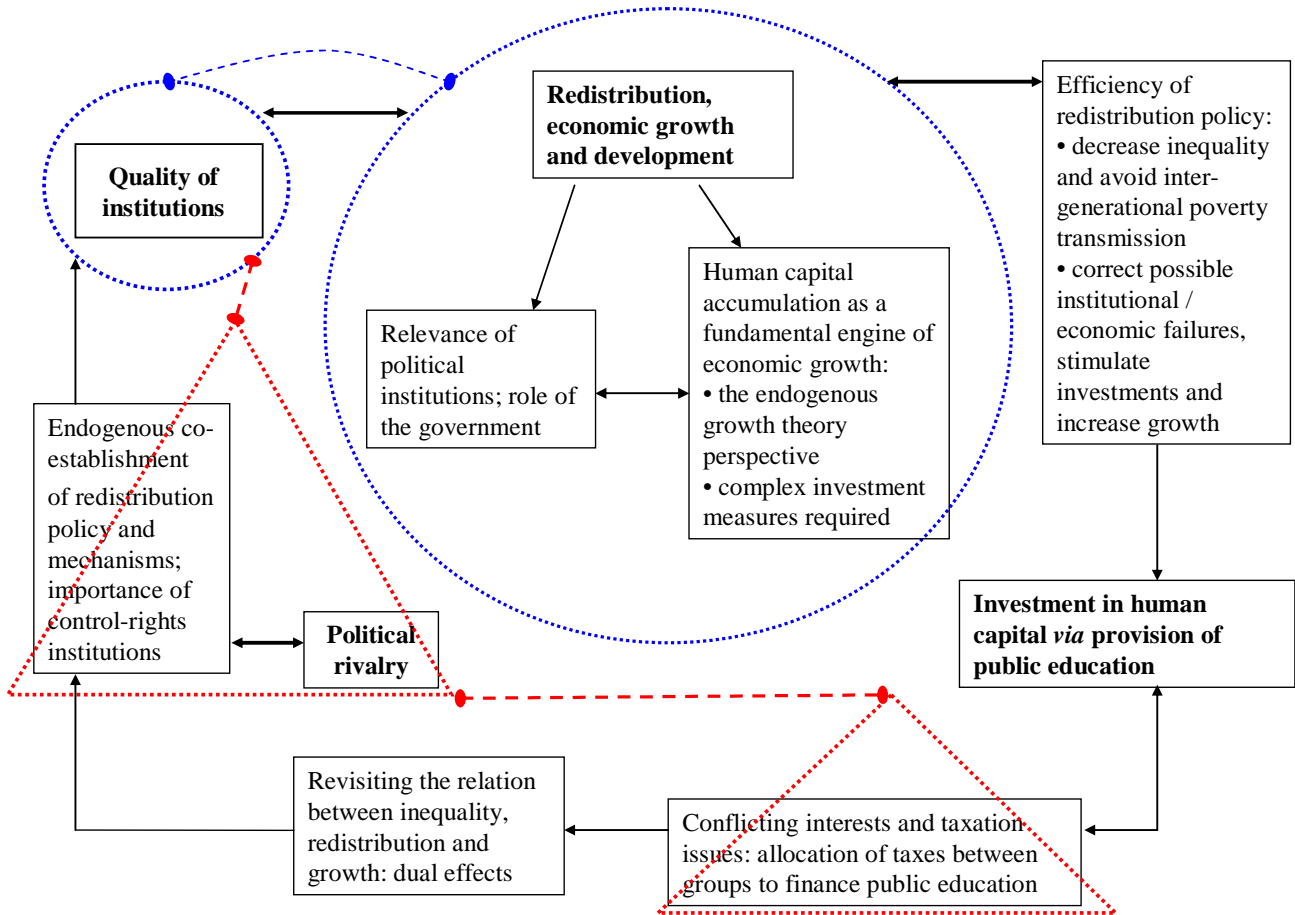 Redistribution,
economic growth
and development
Quality of
institutions
Efficiency of
redistribution policy:
• decrease inequality
and avoid inter-
generational poverty
transmission
• correct possible
institutional /
economic failures,
stimulate
investments and
increase growth
Relevance of
political
institutions; role of
the government
Human capital
accumulation as a
fundamental engine of
economic growth:
• the endogenous
growth theory
perspective
• complex investment
measures required
Endogenous co-
establishment
of redistribution
policy and
mechanisms;
importance of
control-rights
institutions
Political
rivalry
Investment in human
capital via provision of
public education
Revisiting the relation
between inequality,
redistribution and
growth: dual effects
Conflicting interests and taxation
issues: allocation of taxes between
groups to finance public education